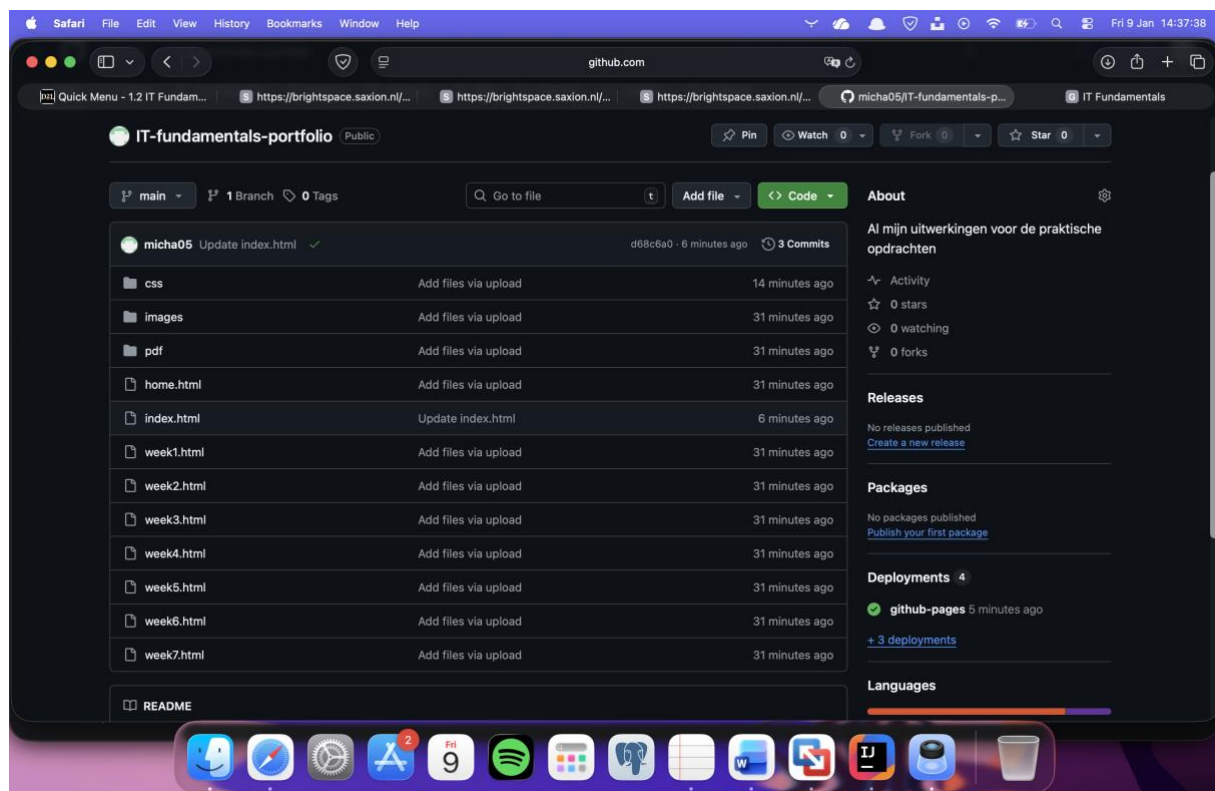 Safari File Edit View History Bookmarks Window Help Fri 9 Jan 14:37:38
github.com
Quick Menu - 1.2 IT Fundam... https://brightspace.saxion.nl/... https://brightspace.saxion.nl/... https://brightspace.saxion.nl/... micha05/IT-fundamentals-p... IT Fundamentals
IT-fundamentals-portfolio Public Pin Watch 0 Fork 0 Star 0
main 1 Branch 0 Tags Go to file t Add file Code
micha05 Update index.html d68c6a0 · 6 minutes ago 3 Commits
css Add files via upload 14 minutes ago
images Add files via upload 31 minutes ago
pdf Add files via upload 31 minutes ago
home.html Add files via upload 31 minutes ago
index.html Update index.html 6 minutes ago
week1.html Add files via upload 31 minutes ago
week2.html Add files via upload 31 minutes ago
week3.html Add files via upload 31 minutes ago
week4.html Add files via upload 31 minutes ago
week5.html Add files via upload 31 minutes ago
week6.html Add files via upload 31 minutes ago
week7.html Add files via upload 31 minutes ago
README
About
Al mijn uitwerkingen voor de praktische
opdrachten
Activity
0 stars
0 watching
0 forks
Releases
No releases published
Create a new release
Packages
No packages published
Publish your first package
Deployments 4
github-pages 5 minutes ago
+ 3 deployments
Languages
2
Fri
9
W
IJ